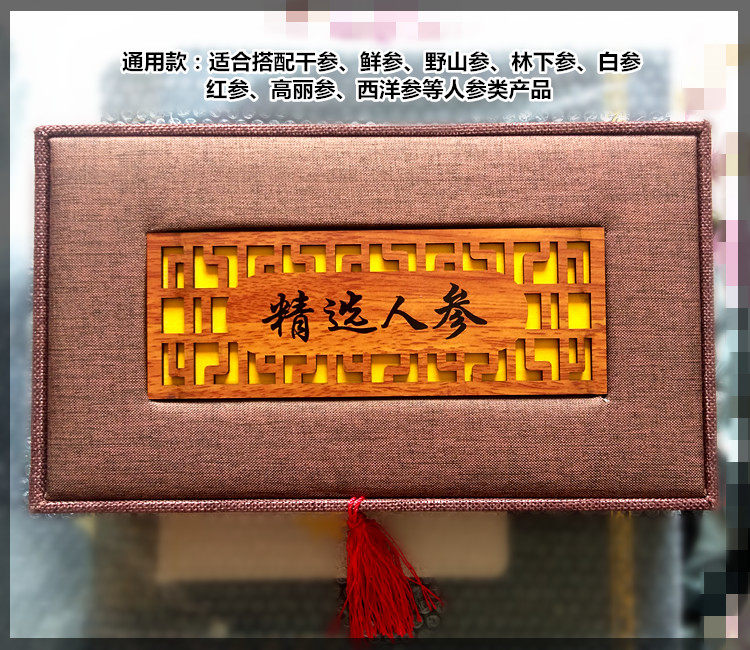 通用款：适合搭配干参、鲜参、野山参、林下参、白参
红参、高丽参、西洋参等人参类产品
精选人参